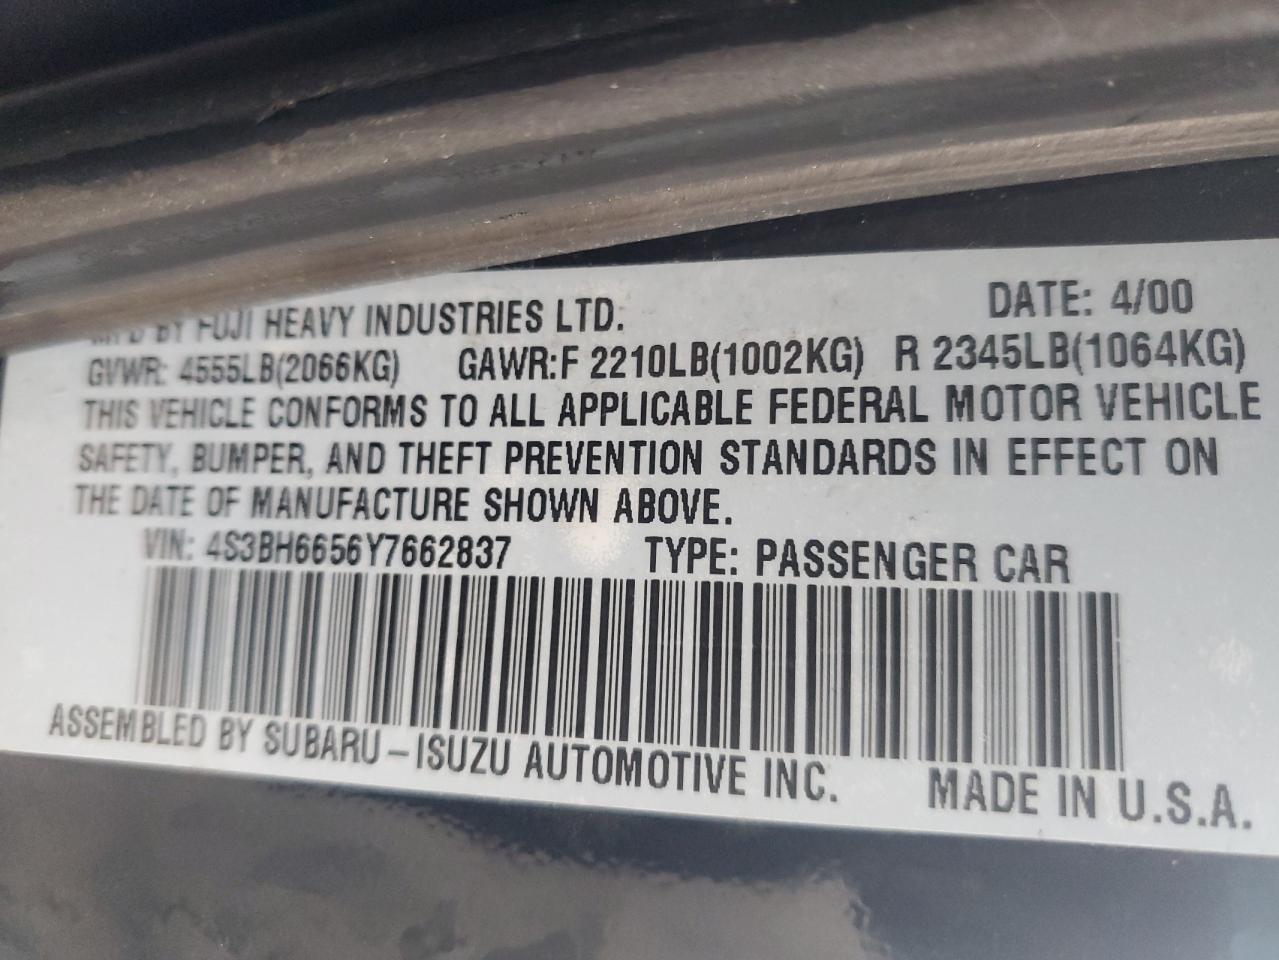 MFD BY FUJI HEAVY INDUSTRIES LTD. DATE: 4/00
GVWR: 4555LB(2066KG) GAWR:F 2210LB(1002KG) R 2345LB(1064KG)
THIS VEHICLE CONFORMS TO ALL APPLICABLE FEDERAL MOTOR VEHICLE
SAFETY, BUMPER, AND THEFT PREVENTION STANDARDS IN EFFECT ON
THE DATE OF MANUFACTURE SHOWN ABOVE.
VIN: 4S3BH6656Y7662837 TYPE: PASSENGER CAR
ASSEMBLED BY SUBARU-ISUZU AUTOMOTIVE INC. MADE IN U.S.A.